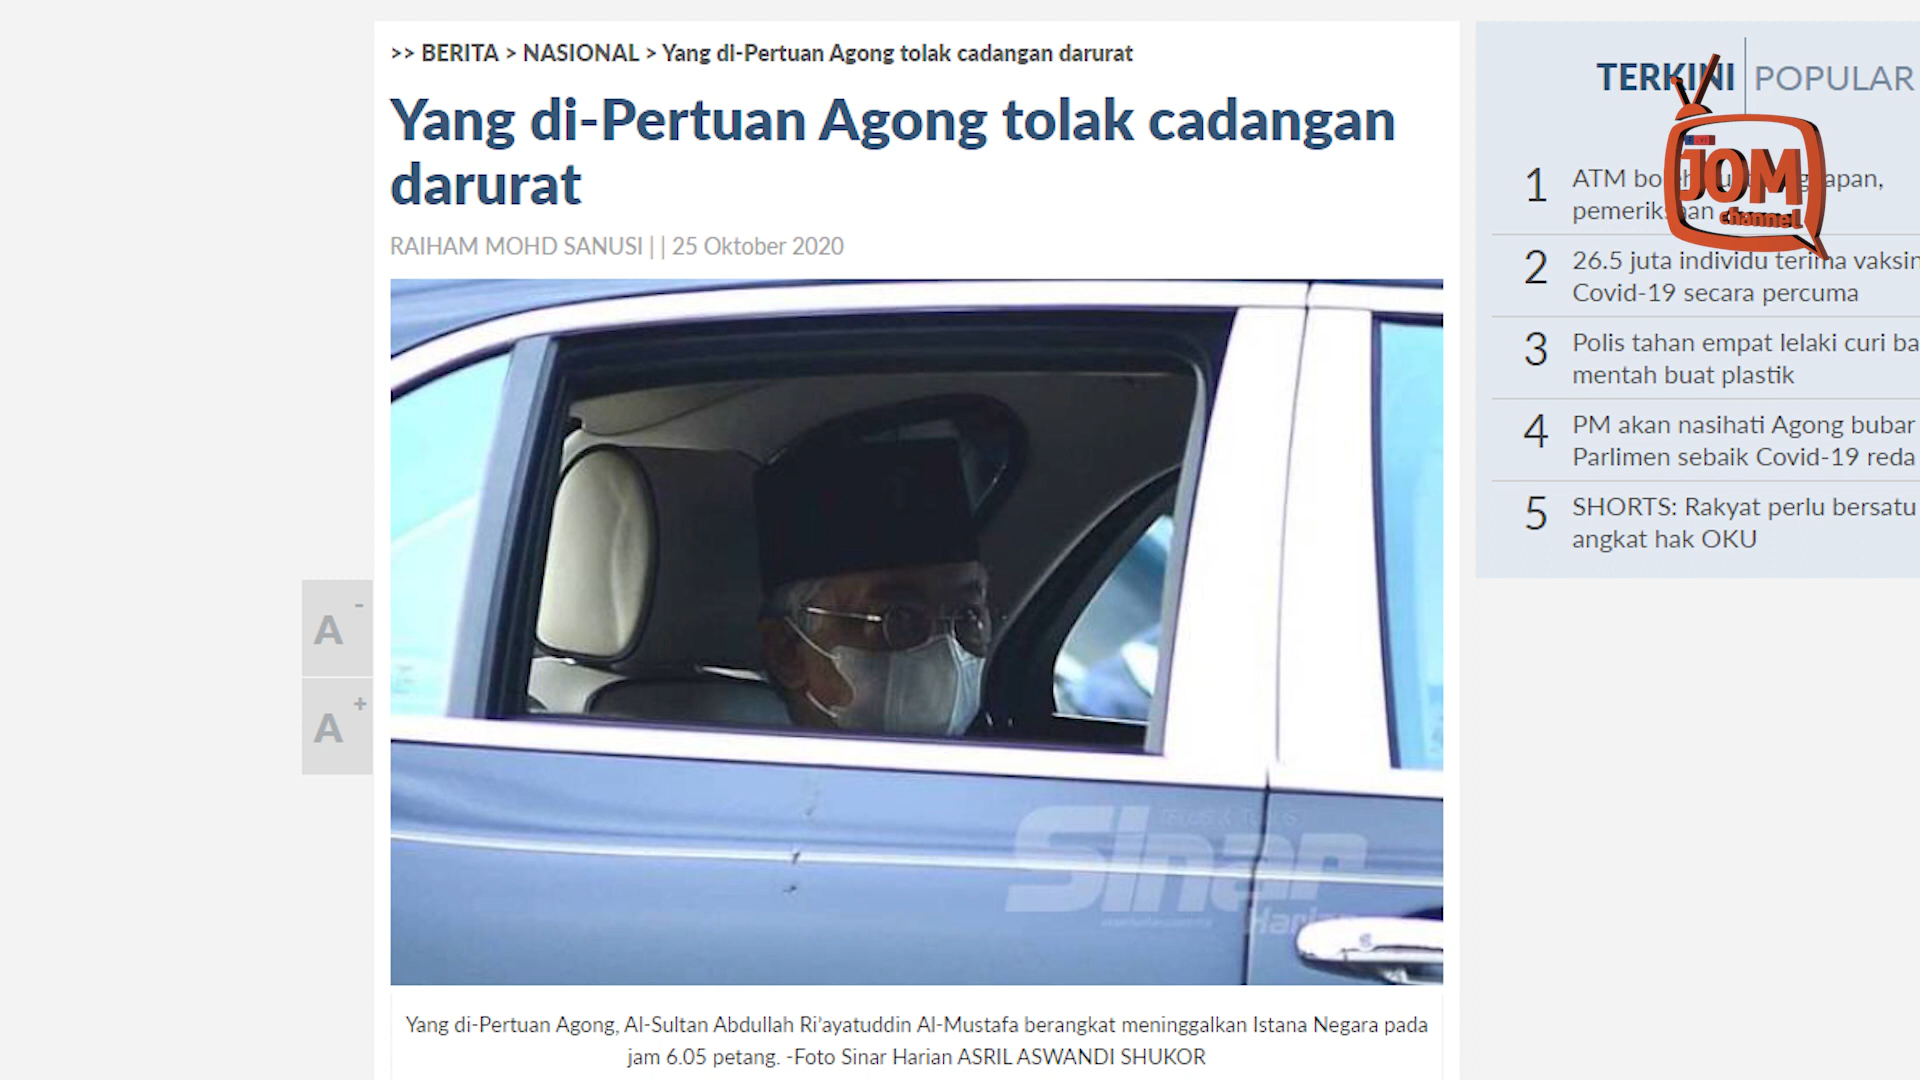 >> BERITA > NASIONAL > Yang di-Pertuan Agong tolak cadangan darurat
Yang di-Pertuan Agong tolak cadangan
darurat
RAIHAM MOHD SANUSI | | 25 Oktober 2020
A -
A +
Sinar
Harian
Yang di-Pertuan Agong, Al-Sultan Abdullah Ri'ayatuddin Al-Mustafa berangkat meninggalkan Istana Negara pada
jam 6.05 petang. -Foto Sinar Harian ASRIL ASWANDI SHUKOR
TERKINI POPULAR
JOM
channel
1 ATM
2 26.5 juta individu terima vaksin
Covid-19 secara percuma
3 Polis tahan empat lelaki curi ba
mentah buat plastik
4 PM akan nasihati Agong bubar
Parlimen sebaik Covid-19 reda
5 SHORTS: Rakyat perlu bersatu
angkat hak OKU